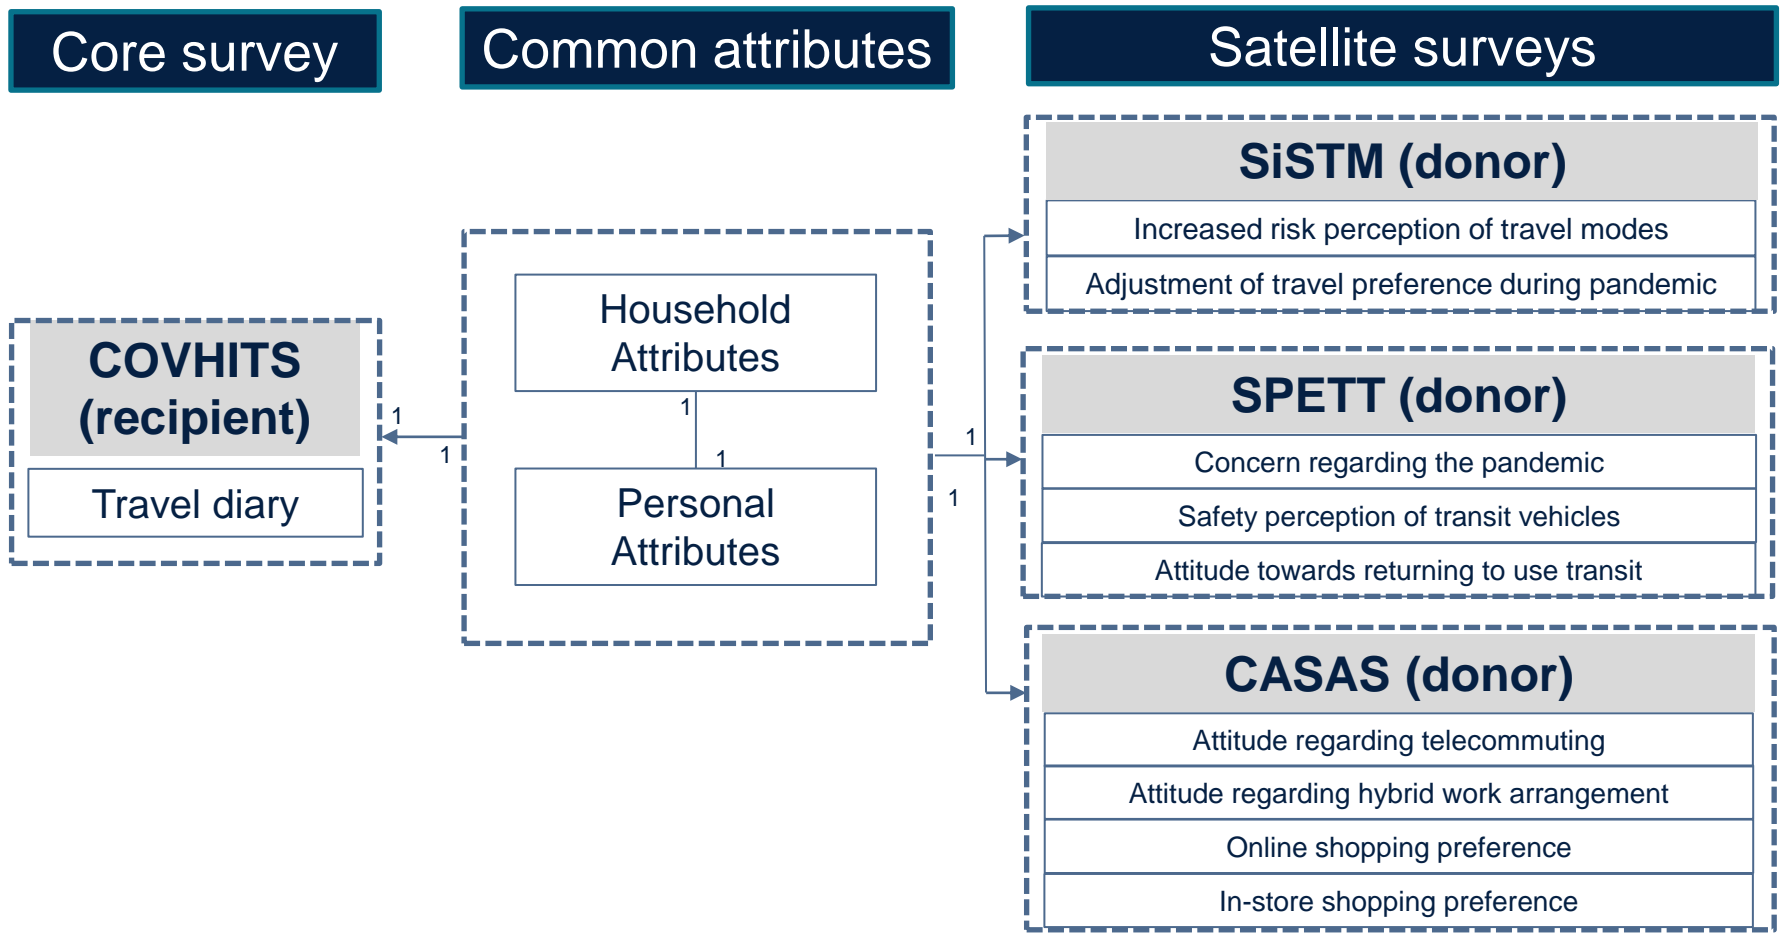 Core survey
Common attributes
Satellite surveys
COVHITS
(recipient)
Travel diary
1
1
Household
Attributes
1
1
Personal
Attributes
1
1
SiSTM (donor)
Increased risk perception of travel modes
Adjustment of travel preference during pandemic
SPETT (donor)
Concern regarding the pandemic
Safety perception of transit vehicles
Attitude towards returning to use transit
CASAS (donor)
Attitude regarding telecommuting
Attitude regarding hybrid work arrangement
Online shopping preference
In-store shopping preference